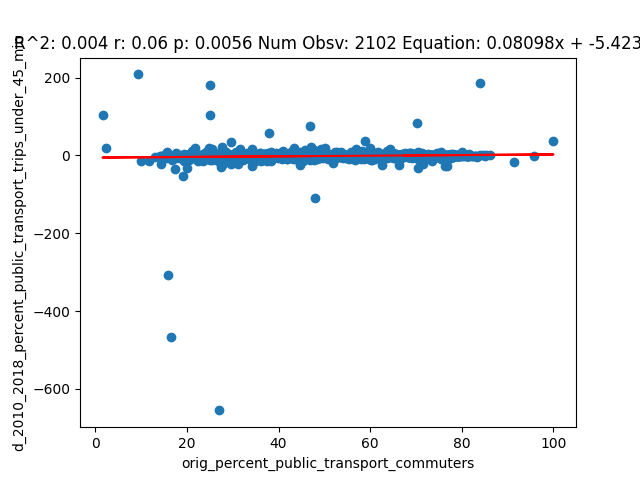 R^2: 0.004 r: 0.06 p: 0.0056 Num Obsv: 2102 Equation: 0.08098x + -5.423
d_2010_2018_percent_public_transport_trips_under_45_mi
200
0
−200
−400
−600
0 20 40 60 80 100
orig_percent_public_transport_commuters